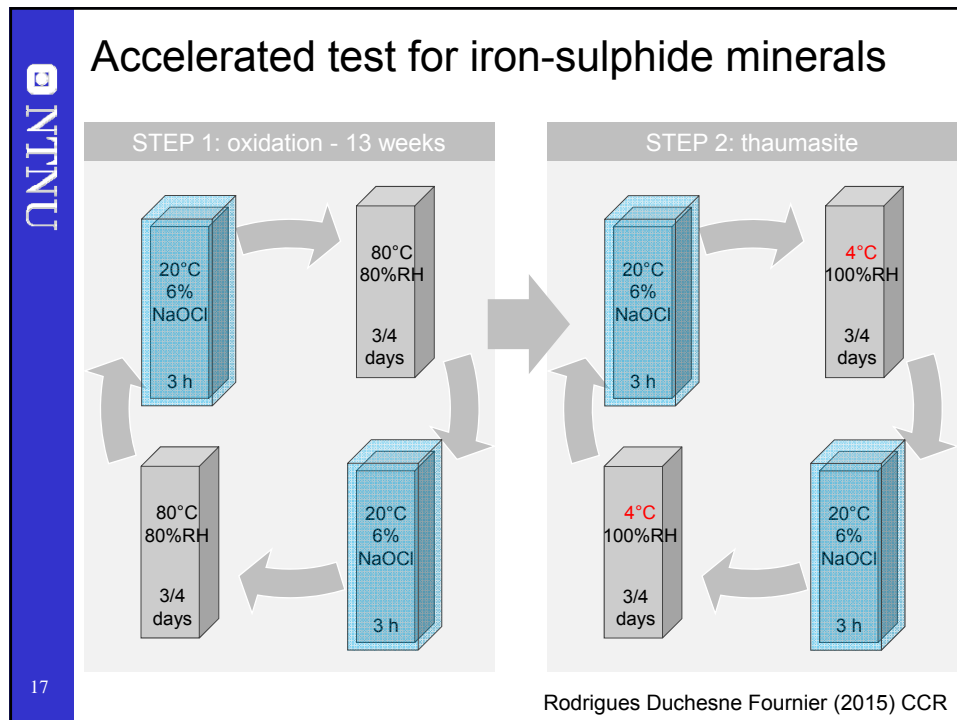 Accelerated test for iron-sulphide minerals
NTNU
STEP 1: oxidation - 13 weeks
20°C
6%
NaOCl
3 h
80°C
80%RH
3/4
days
80°C
80%RH
3/4
days
20°C
6%
NaOCl
3 h
STEP 2: thaumasite
20°C
6%
NaOCl
3 h
4°C
100%RH
3/4
days
4°C
100%RH
3/4
days
20°C
6%
NaOCl
3 h
17
Rodrigues Duchesne Fournier (2015) CCR